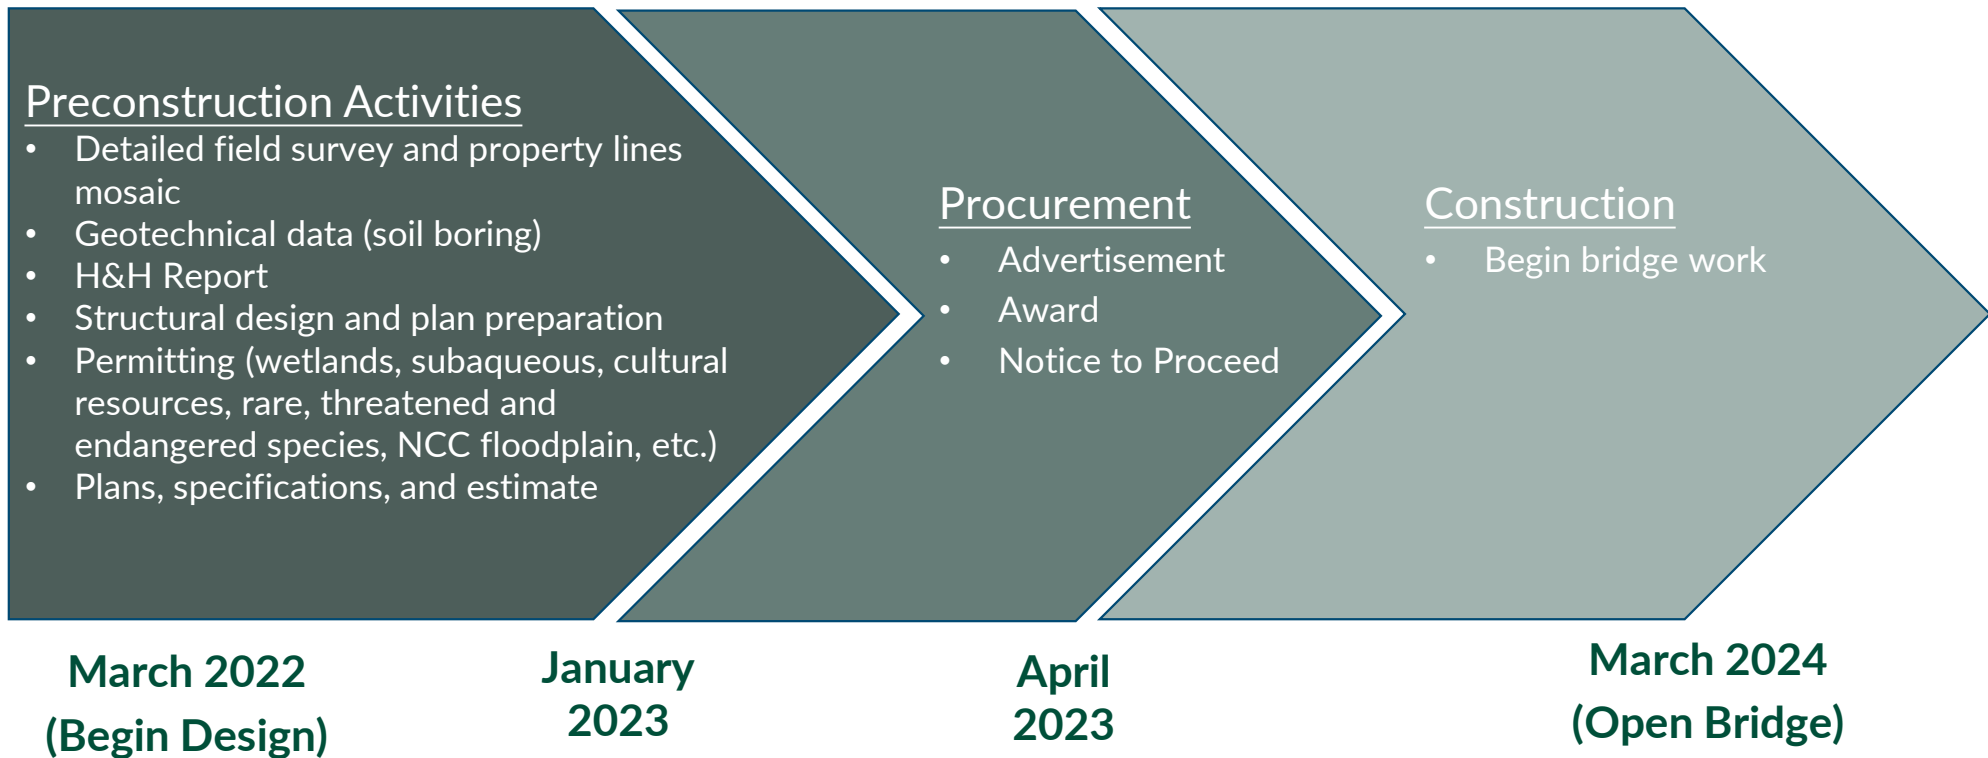 Preconstruction Activities
• Detailed field survey and property lines
mosaic
• Geotechnical data (soil boring)
• H&H Report
• Structural design and plan preparation
• Permitting (wetlands, subaqueous, cultural
resources, rare, threatened and
endangered species, NCC floodplain, etc.)
• Plans, specifications, and estimate
Procurement
• Advertisement
• Award
• Notice to Proceed
Construction
• Begin bridge work
March 2022
(Begin Design)
January
2023
April
2023
March 2024
(Open Bridge)